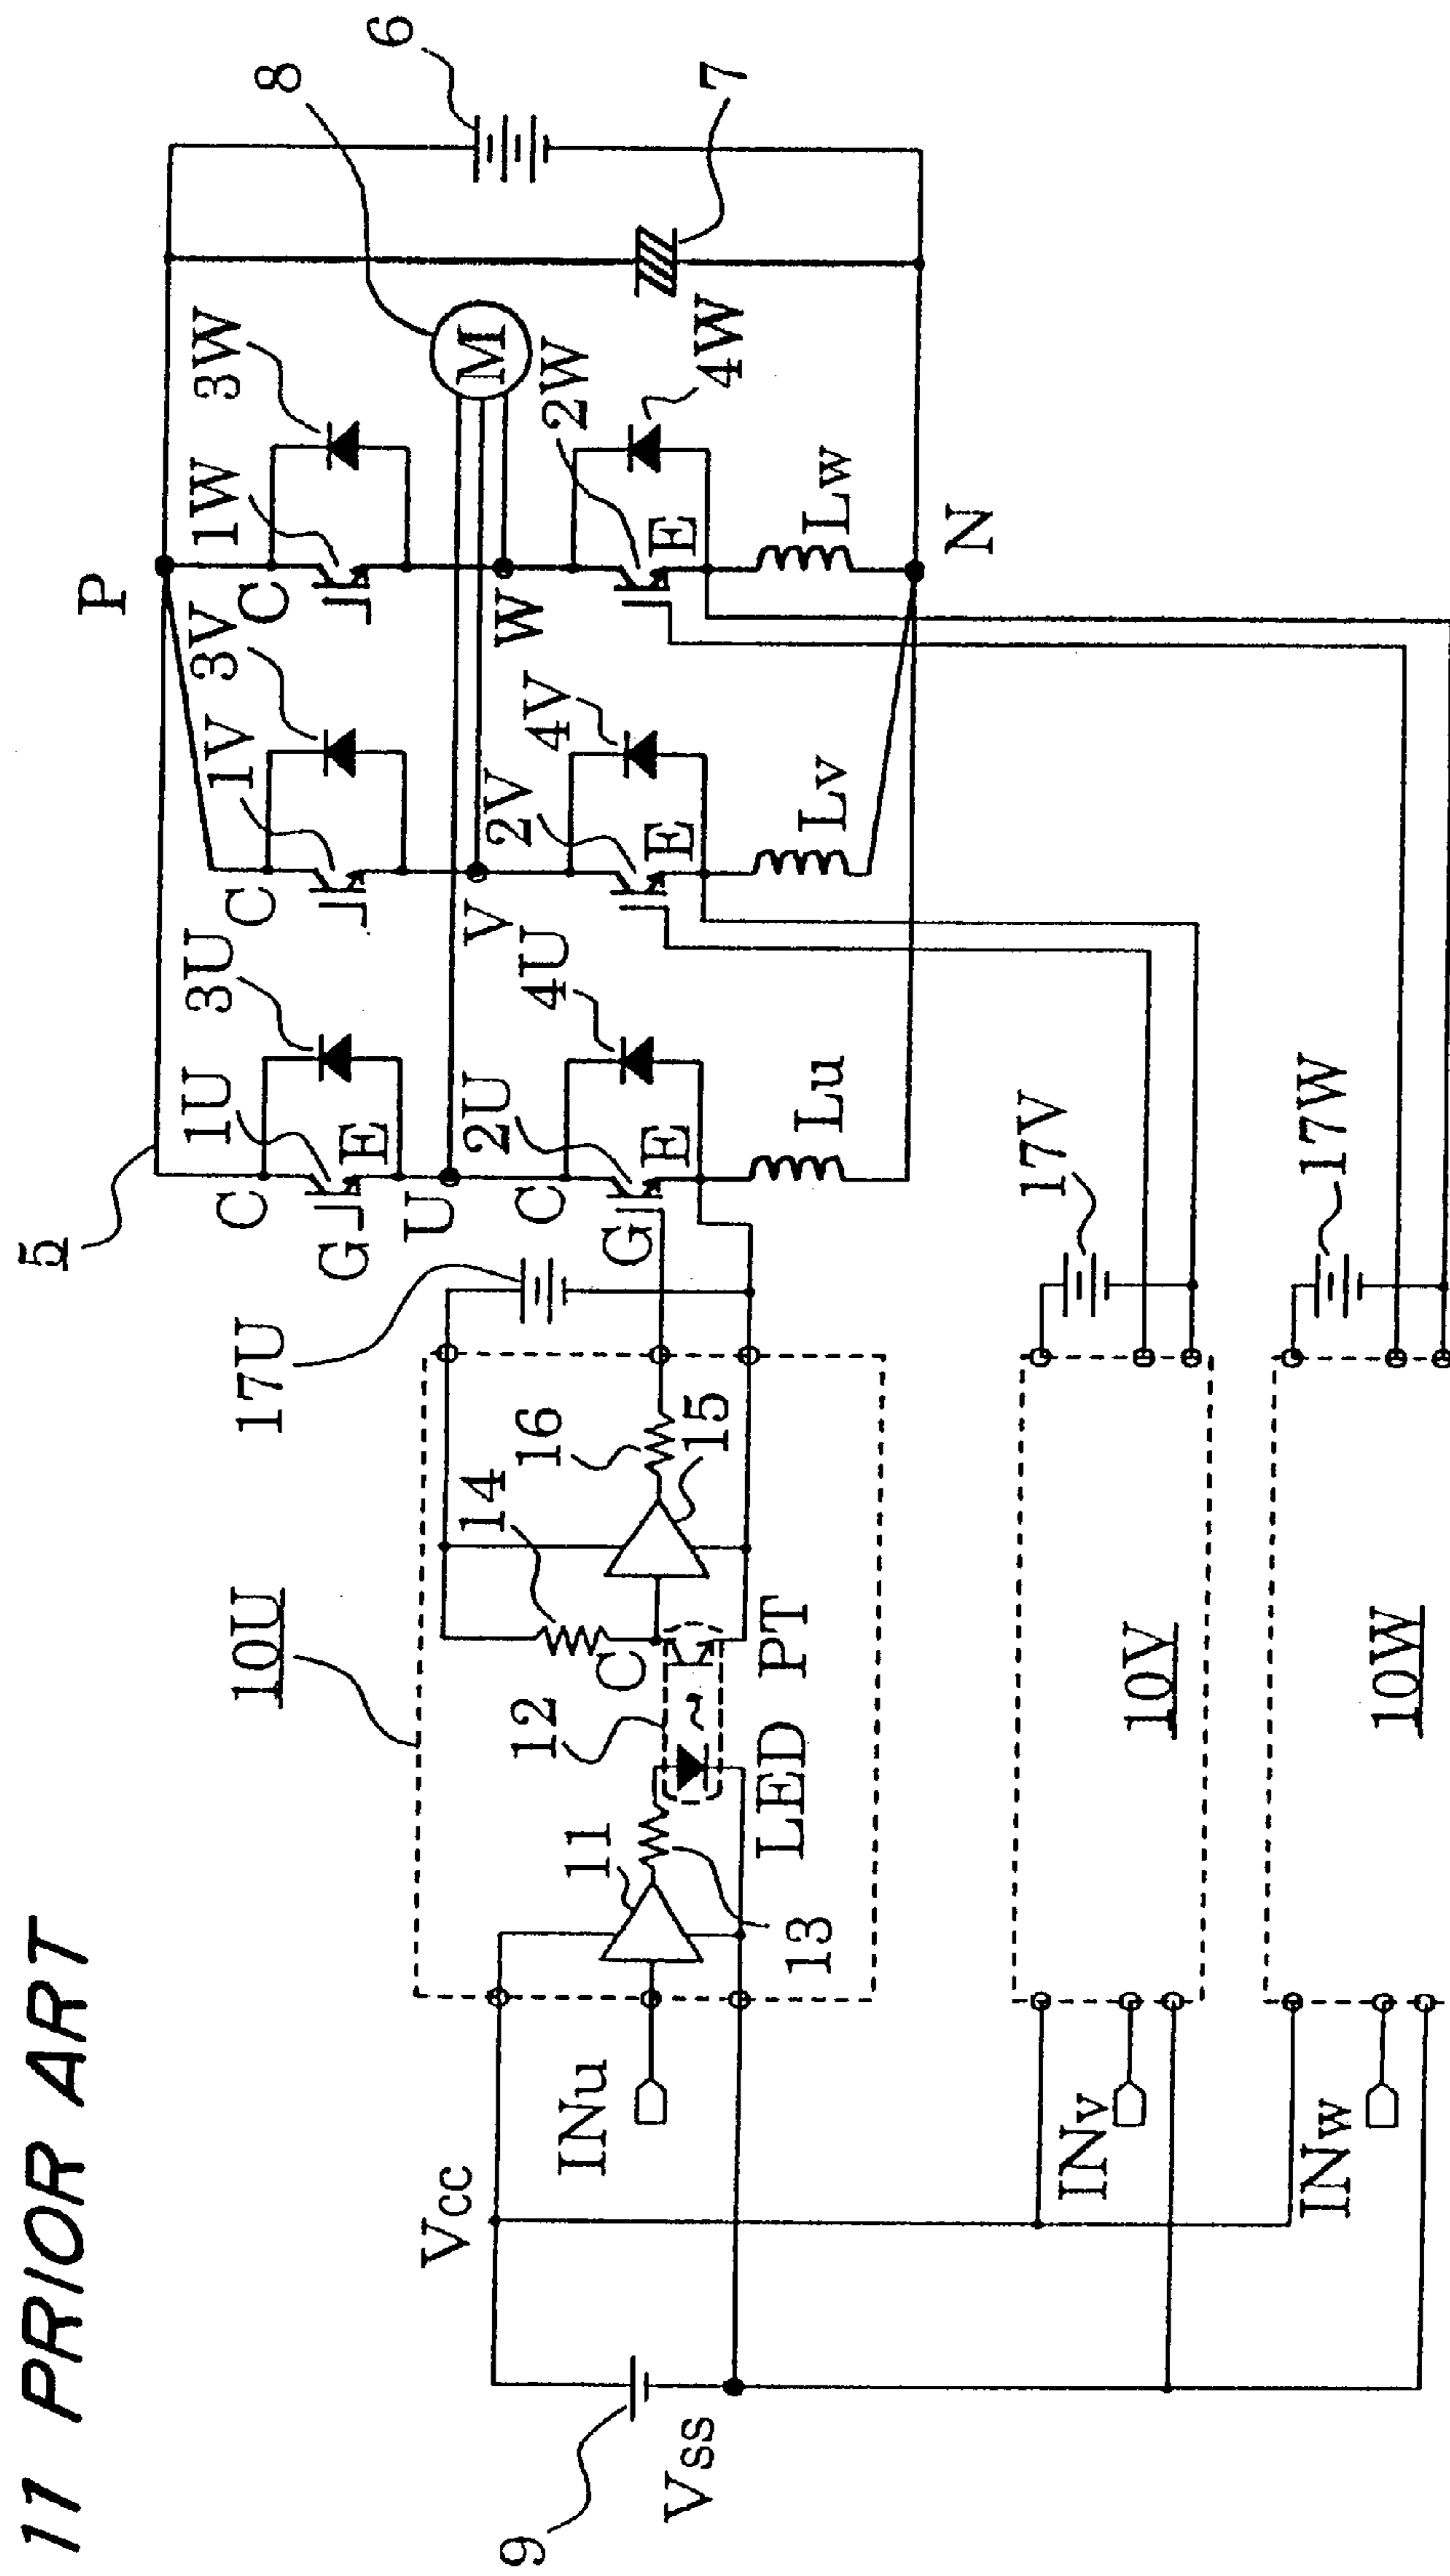 11 PRIOR ART
5
P
6
8
7
1U
3U
1V
3V
1W
3W
C
C
C
G
E
U
V
W
M
2U
4U
2V
4V
2W
4W
C
G
E
E
E
Lu
Lv
Lw
N
10U
17U
14
16
15
12
C
11
13
LED
PT
Vcc
INu
9
Vss
INv
10V
17V
INw
10W
17W